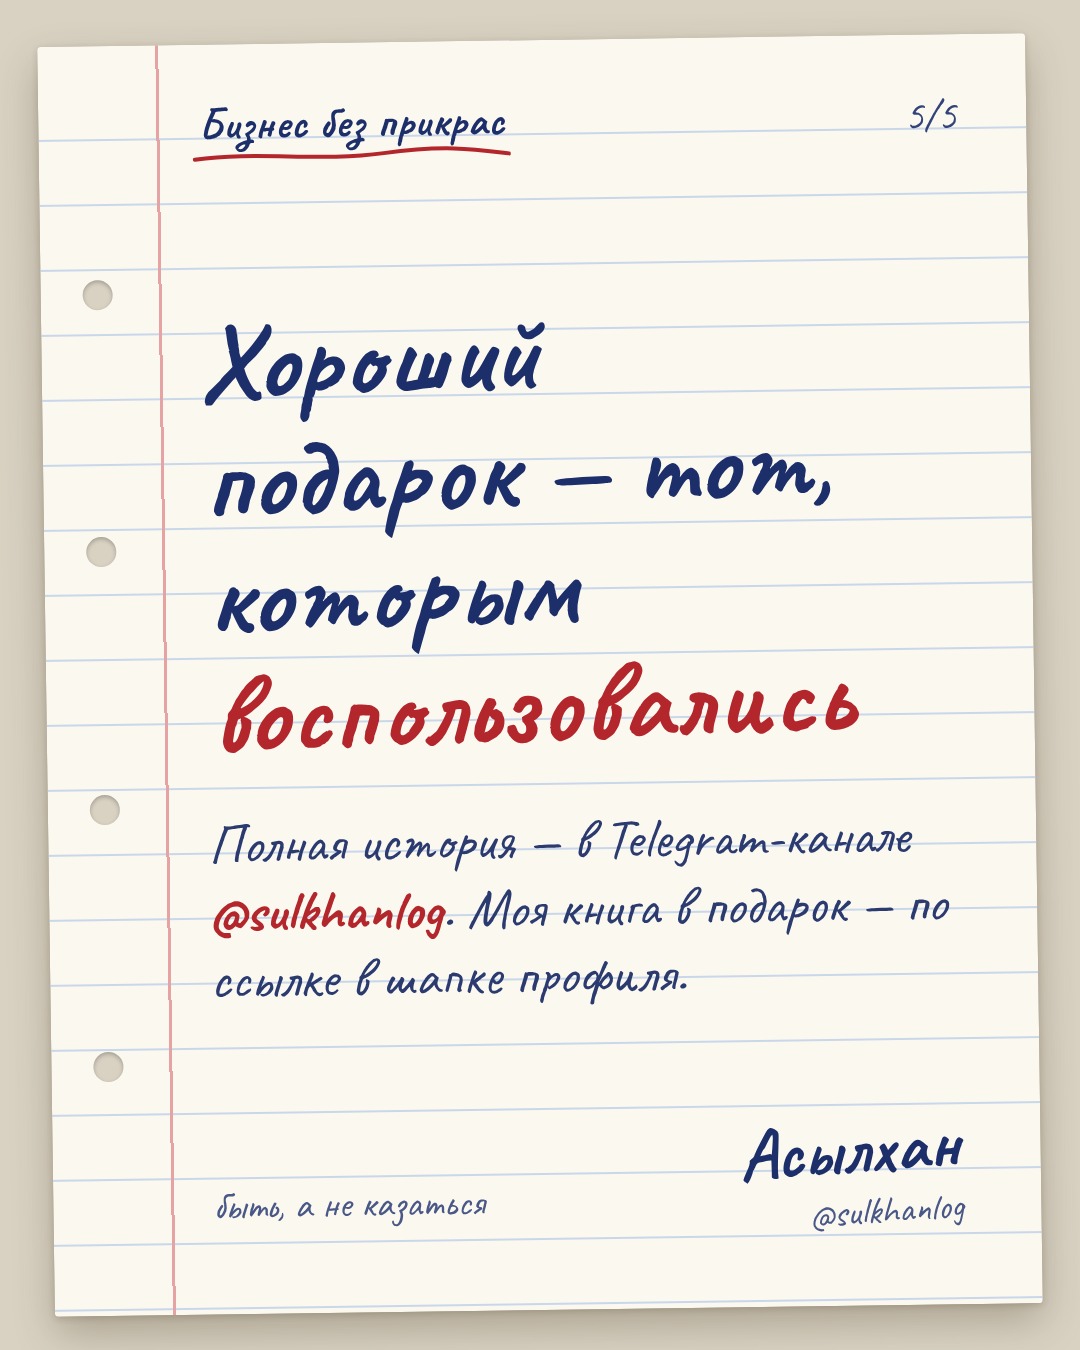 Бизнес без прикрас
5/5
Хороший
подарок — тот,
которым
воспользовались
Полная история — в Telegram-канале
@sulkhanlog. Моя книга в подарок — по
ссылке в шапке профиля.
Асылхан
быть, а не казаться
@sulkhanlog